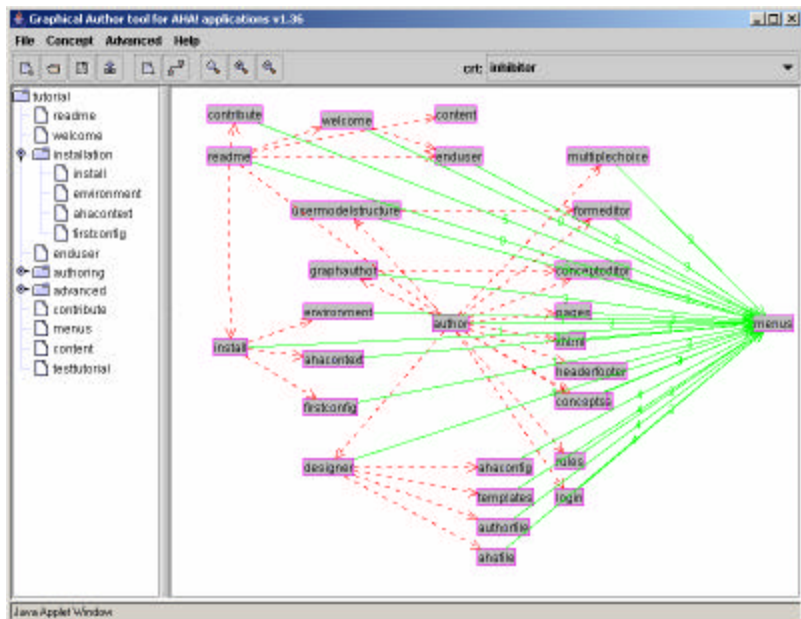 Graphical Author tool for AHA! applications v1.36
File Concept Advanced Help
crt: inhibitor
tutorial
readme
welcome
installation
install
environment
ahacontext
firstconfig
enduser
authoring
advanced
contribute
menus
content
testtutorial
contribute
welcome
content
readme
enduser
multiplechoice
usermodelstructure
formeditor
graphauthor
concepteditor
environment
pages
author
menus
install
xhtml
ahacontext
headerfooter
firstconfig
conceptss
designer
ahaconfig
rules
templates
login
authorfile
ahafile
Java Applet Window